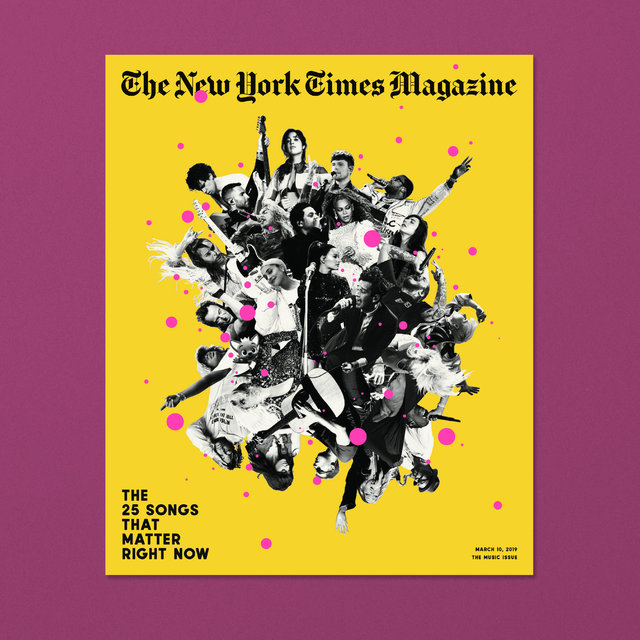 The New York Times Magazine
THE
25 SONGS
THAT
MATTER
RIGHT NOW
MARCH 10, 2019
THE MUSIC ISSUE